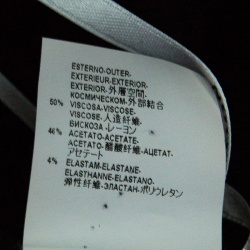 ESTERNO-OUTER-
EXTERIEUR-EXTERIOR-
EXTERIOR-外層空間-
КОСМИЧЕСКОМ-外部結合
50% VISCOSA-VISCOSE-
VISCOSE-人造纤维-
ВИСКОЗА-レーヨン
46% ACETATO-ACETATE-
ACETATO-醋酸纤维-АЦЕТАТ-
アセテート
4% ELASTAM-ELASTANE-
ELASTHANNE-ELASTANO-
弹性纤维-ЭЛАСТАН-ポリウレタン